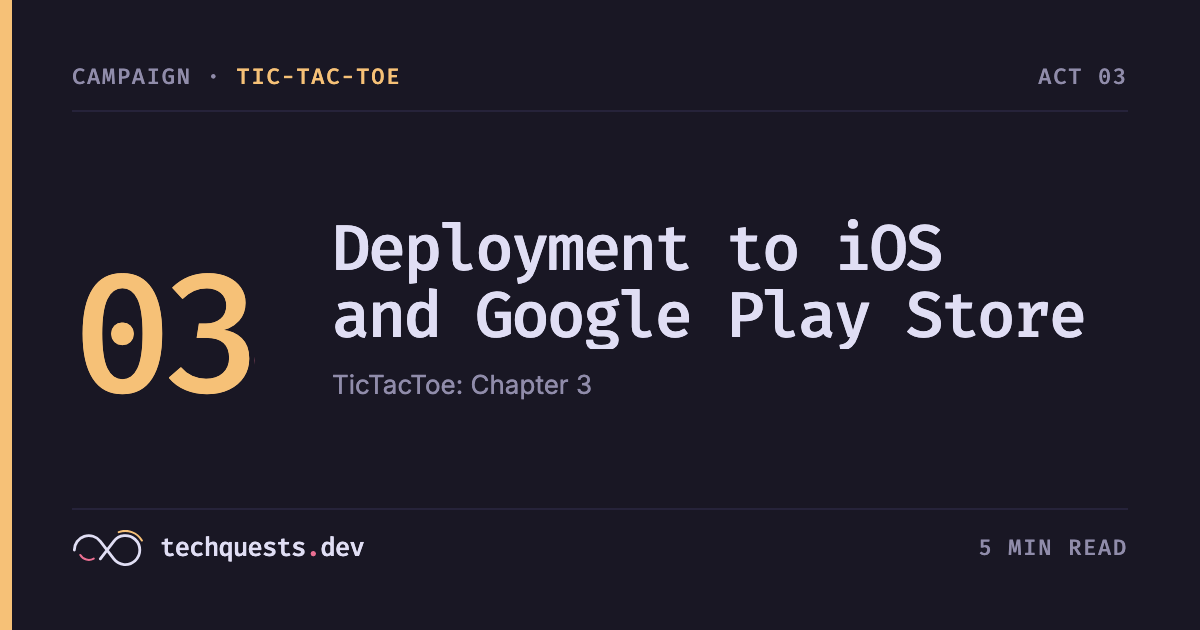 CAMPAIGN · TIC-TAC-TOE
ACT 03
03
Deployment to iOS
and Google Play Store
TicTacToe: Chapter 3
techquests.dev
5 MIN READ